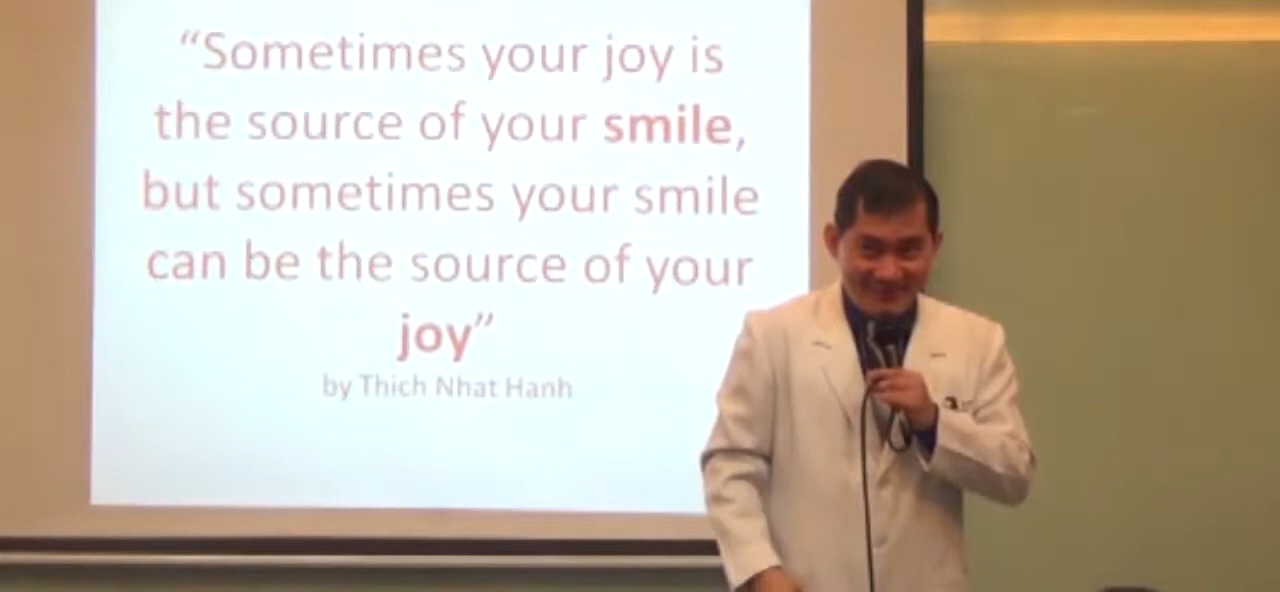 “Sometimes your joy is
the source of your smile,
but sometimes your smile
can be the source of your
joy”
by Thich Nhat Hanh